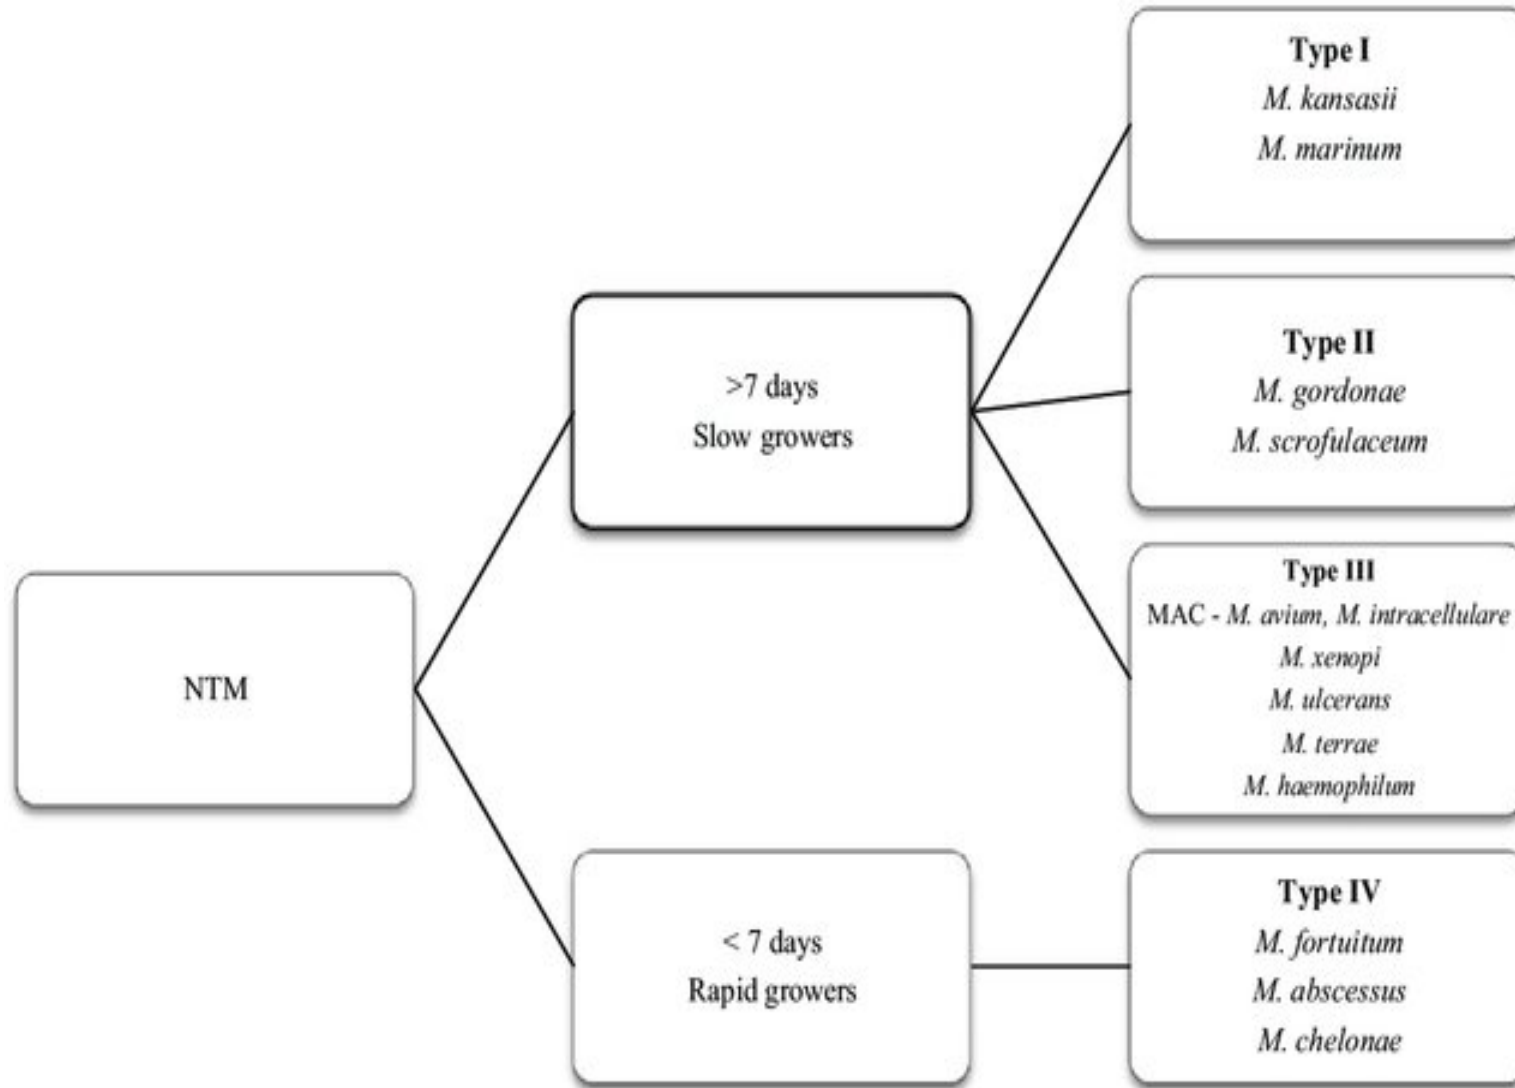 NTM
>7 days
Slow growers
< 7 days
Rapid growers
Type I
M. kansasii
M. marinum
Type II
M. gordonae
M. scrofulaceum
Type III
MAC - M. avium, M. intracellulare
M. xenopi
M. ulcerans
M. terrae
M. haemophilum
Type IV
M. fortuitum
M. abscessus
M. chelonae